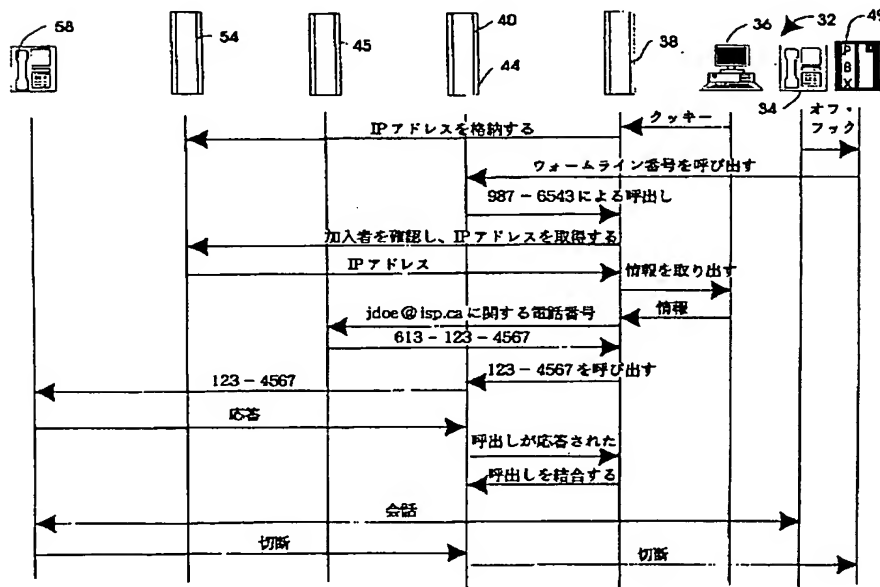 58
54
45
40
44
38
36
32
49
34
PBX
オフ・
フック
クッキー
IPアドレスを格納する
ウォームライン番号を呼び出す
987-6543による呼出し
加入者を確認し、IPアドレスを取得する
IPアドレス
情報を取り出す
jdoe@isp.caに関する電話番号
情報
613-123-4567
123-4567を呼び出す
123-4567
応答
呼出しが応答された
呼出しを結合する
会話
切断
切断